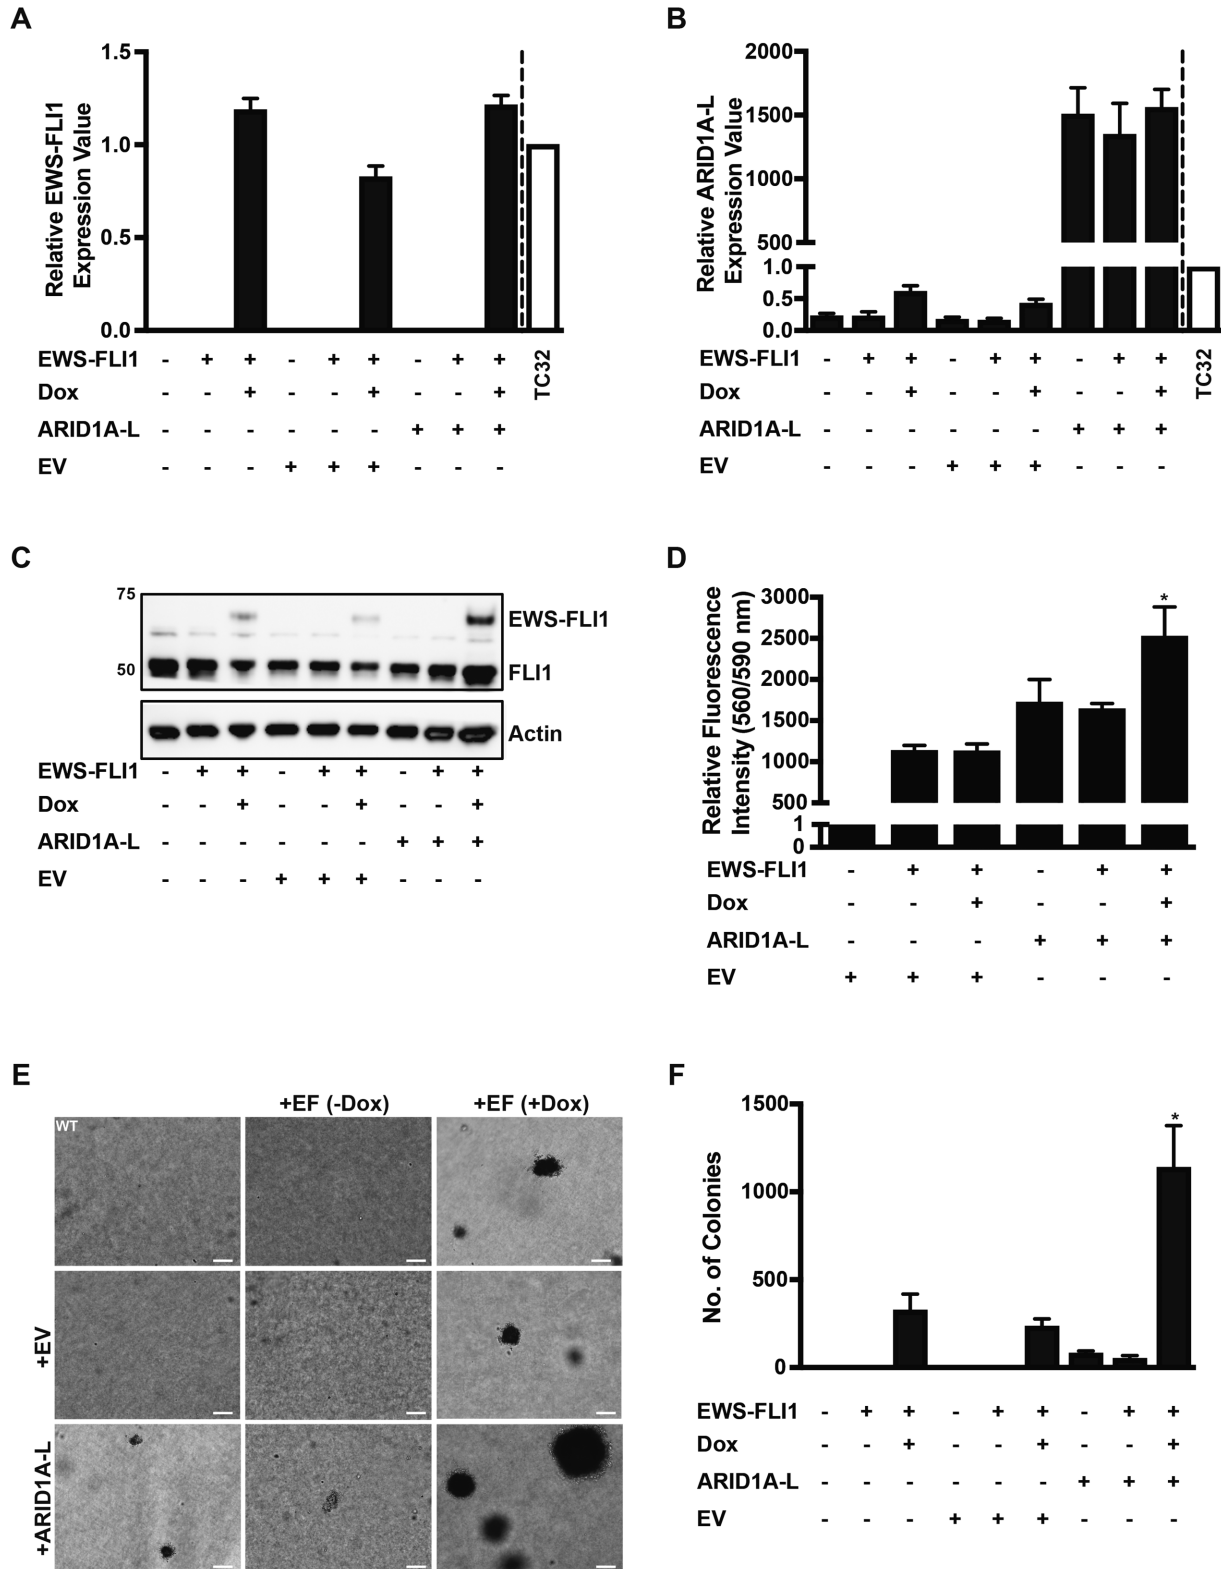 A
Relative EWS-FLI1
Expression Value
1.5
1.0
0.5
0.0
EWS-FLI1 - + + - + + - + +
Dox - - + - - + - - +
ARID1A-L - - - - - - + + +
EV - - - + + + - - -
TC32
B
Relative ARID1A-L
Expression Value
2000
1500
1000
500
1.0
0.5
0.0
EWS-FLI1 - + + - + + - + +
Dox - - + - - + - - +
ARID1A-L - - - - - - + + +
EV - - - + + + - - -
TC32
C
75
50
EWS-FLI1
FLI1
Actin
EWS-FLI1 - + + - + + - + +
Dox - - + - - + - - +
ARID1A-L - - - - - - + + +
EV - - - + + + - - -
D
Relative Fluorescence
Intensity (560/590 nm)
3000
2500
2000
1500
1000
500
1
0
*
EWS-FLI1 - + + - + +
Dox - - + - - +
ARID1A-L - - - + + +
EV + + + - - -
E
+EF (-Dox) +EF (+Dox)
WT
+EV
+ARID1A-L
F
No. of Colonies
1500
1000
500
0
*
EWS-FLI1 - + + - + + - + +
Dox - - + - - + - - +
ARID1A-L - - - - - - + + +
EV - - - + + + - - -